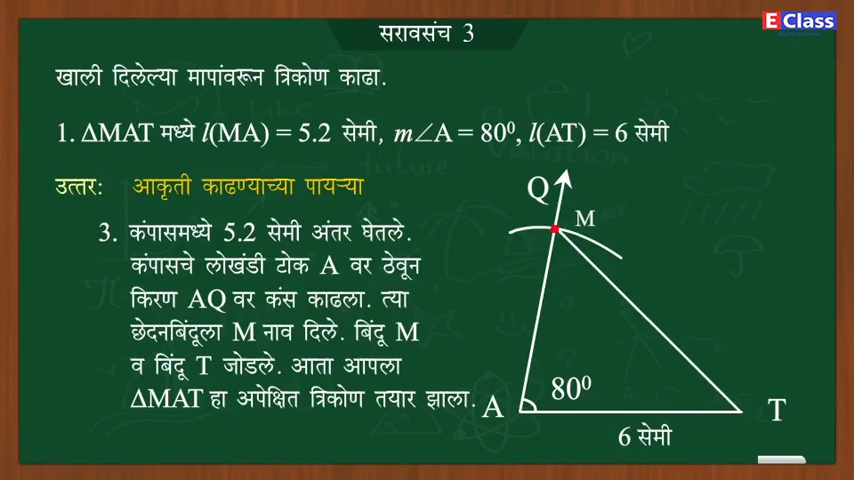 E Class
सरावसंच 3
खाली दिलेल्या मापांवरून त्रिकोण काढा.
1. ΔMAT मध्ये l(MA) = 5.2 सेमी, m∠A = 80⁰, l(AT) = 6 सेमी
उत्तर: आकृती काढण्याच्या पायऱ्या
3. कंपासमध्ये 5.2 सेमी अंतर घेतले.
कंपासचे लोखंडी टोक A वर ठेवून
किरण AQ वर कंस काढला. त्या
छेदनबिंदूला M नाव दिले. बिंदू M
व बिंदू T जोडले. आता आपला
ΔMAT हा अपेक्षित त्रिकोण तयार झाला.
Q
M
80⁰
A
T
6 सेमी